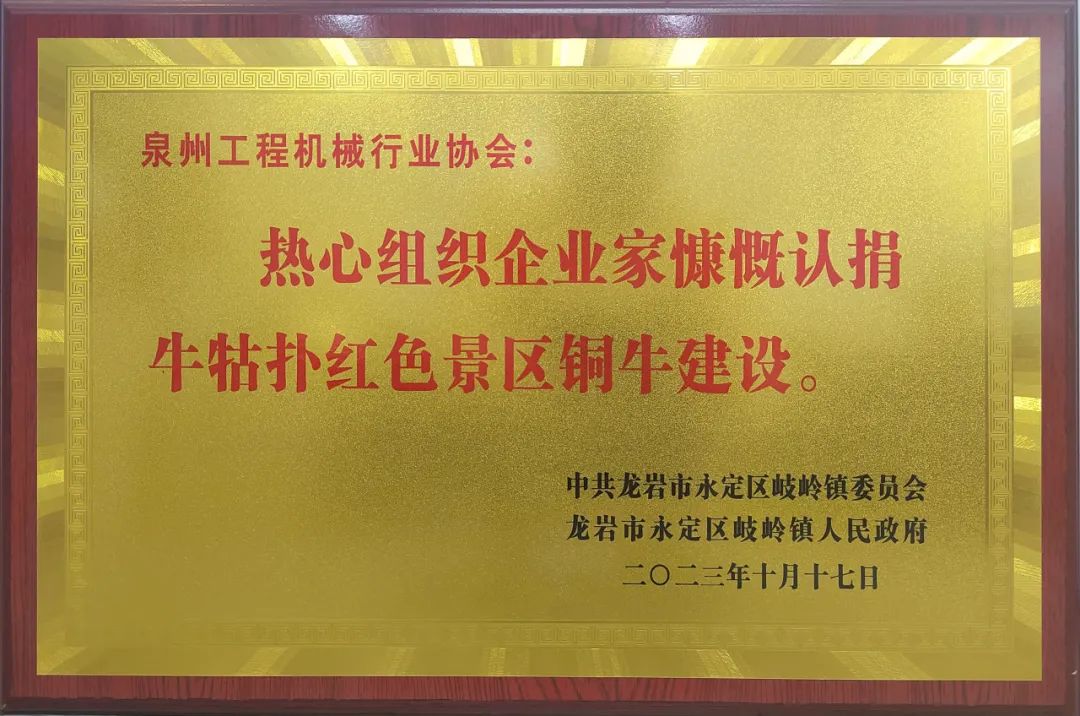 泉州工程机械行业协会：
热心组织企业家慷慨认捐
牛牯扑红色景区铜牛建设。
中共龙岩市永定区岐岭镇委员会
龙岩市永定区岐岭镇人民政府
二〇二三年十月十七日